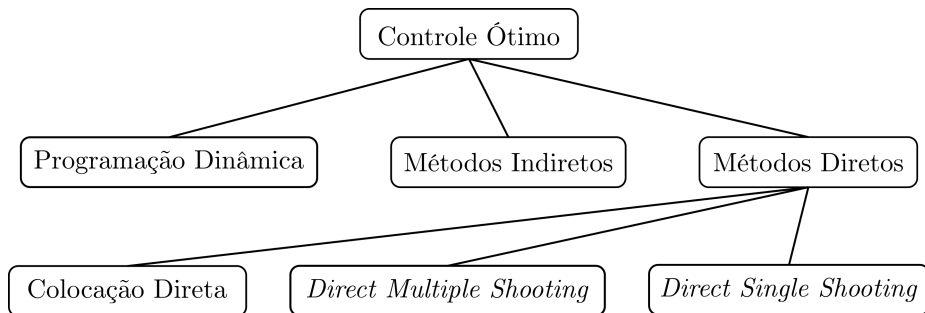 Controle Ótimo
Programação Dinâmica
Métodos Indiretos
Métodos Diretos
Colocação Direta
Direct Multiple Shooting
Direct Single Shooting